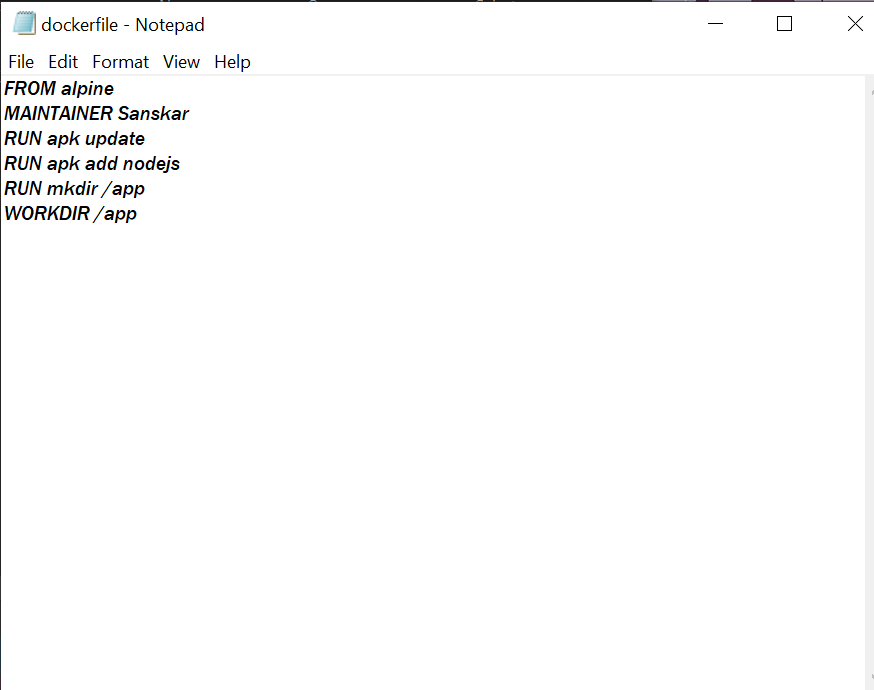 dockerfile - Notepad
File Edit Format View Help
FROM alpine
MAINTAINER Sanskar
RUN apk update
RUN apk add nodejs
RUN mkdir /app
WORKDIR /app